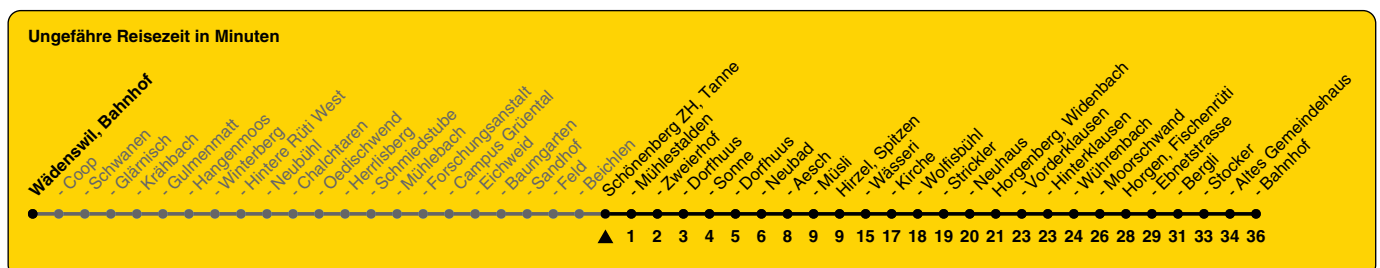 Ungefähre Reisezeit in Minuten
Wädenswil, Bahnhof
- Coop
- Schwanen
- Glärnisch
- Krähbach
- Gulmenmatt
- Hangenmoos
- Winterberg
- Hintere Rüti West
- Neubühl
- Chalchtaren
- Oedischwend
- Herrlisberg
- Schmiedstube
- Mühlebach
- Forschungsanstalt
- Campus Grüental
- Eichweid
- Baumgarten
- Sandhof
- Feld
- Beichlen
Schönenberg ZH, Tanne
- Mühlestalden
- Zweierhof
- Dorfhuus
- Sonne
- Dorfhuus
- Neubad
- Aesch
- Müsli
Hirzel, Spitzen
- Wässeri
- Kirche
- Wolfisbühl
- Strickler
- Neuhaus
Horgenberg, Widenbach
- Vorderklausen
- Hinterklausen
- Wührenbach
- Moorschwand
Horgen, Fischenrüti
- Ebnetstrasse
- Bergli
- Stocker
- Altes Gemeindehaus
- Bahnhof
1 2 3 4 5 6 8 9 9 15 17 18 19 20 21 23 23 24 26 28 29 31 33 34 36